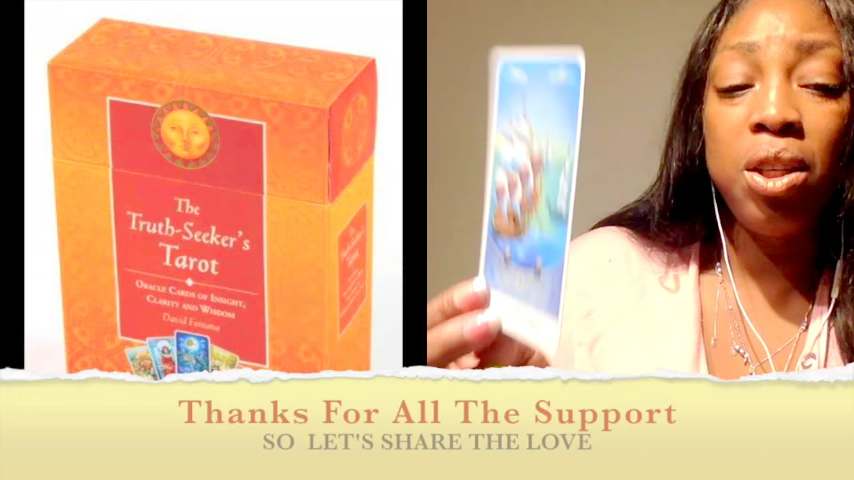 The
Truth-Seeker's
Tarot
Oracle Cards of Insight,
Clarity and Wisdom
David Fontana
Thanks For All The Support
SO LET'S SHARE THE LOVE